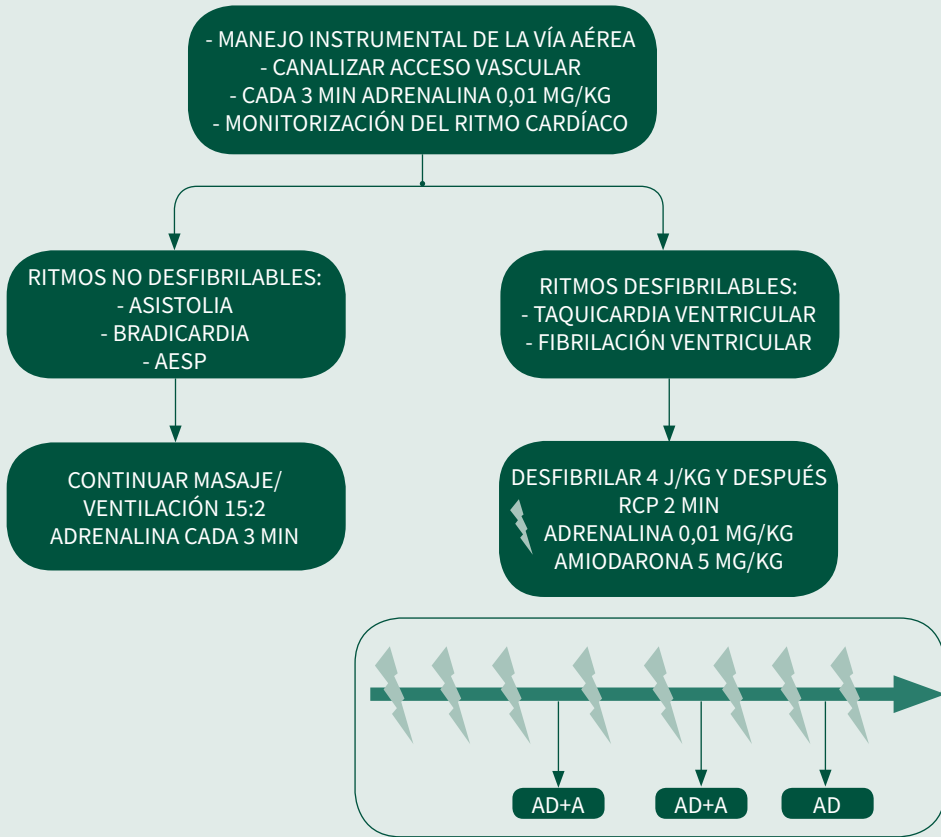 - MANEJO INSTRUMENTAL DE LA VÍA AÉREA
- CANALIZAR ACCESO VASCULAR
- CADA 3 MIN ADRENALINA 0,01 MG/KG
- MONITORIZACIÓN DEL RITMO CARDÍACO
RITMOS NO DESFIBRILABLES:
- ASISTOLIA
- BRADICARDIA
- AESP
RITMOS DESFIBRILABLES:
- TAQUICARDIA VENTRICULAR
- FIBRILACIÓN VENTRICULAR
CONTINUAR MASAJE/
VENTILACIÓN 15:2
ADRENALINA CADA 3 MIN
DESFIBRILAR 4 J/KG Y DESPUÉS
RCP 2 MIN
ADRENALINA 0,01 MG/KG
AMIODARONA 5 MG/KG
AD+A
AD+A
AD